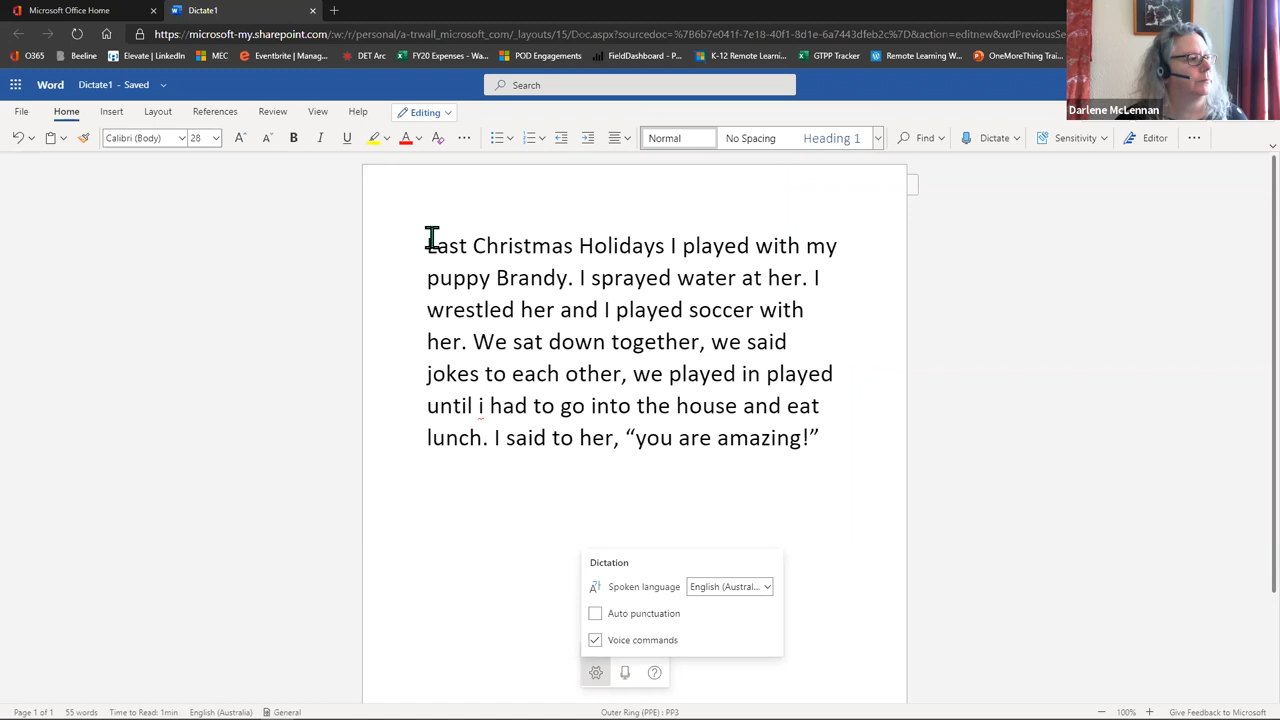 Microsoft Office Home
Dictate1
https://microsoft-my.sharepoint.com/:w:/personal/a-trwall_microsoft_com/_layouts/15/Doc.aspx?sourcedoc=%7B6b7e041f-7e18-40f1-8d1e-6a7443dfeb2c%7D&action=editnew&wdPreviousSe
O365 Beeline Elevate | LinkedIn MEC Eventbrite | Manag... DET Arc FY20 Expenses - W... POD Engagements FieldDashboard - P... K-12 Remote Learni... GTPP Tracker Remote Learning W... OneMoreThing Train
Darlene McLennan
Word Dictate1 - Saved Search
File Home Insert Layout References Review View Help Editing
Calibri (Body) 28 A A B I U A A Normal No Spacing Heading 1 Find Dictate Sensitivity Editor ...
Last Christmas Holidays I played with my
puppy Brandy. I sprayed water at her. I
wrestled her and I played soccer with
her. We sat down together, we said
jokes to each other, we played in played
until i had to go into the house and eat
lunch. I said to her, “you are amazing!”
Dictation
Spoken language English (Austral...
Auto punctuation
Voice commands
Page 1 of 1 55 words Time to Read: 1min English (Australia) General Outer Ring (PPE) : PP3 100% Give Feedback to Microsoft